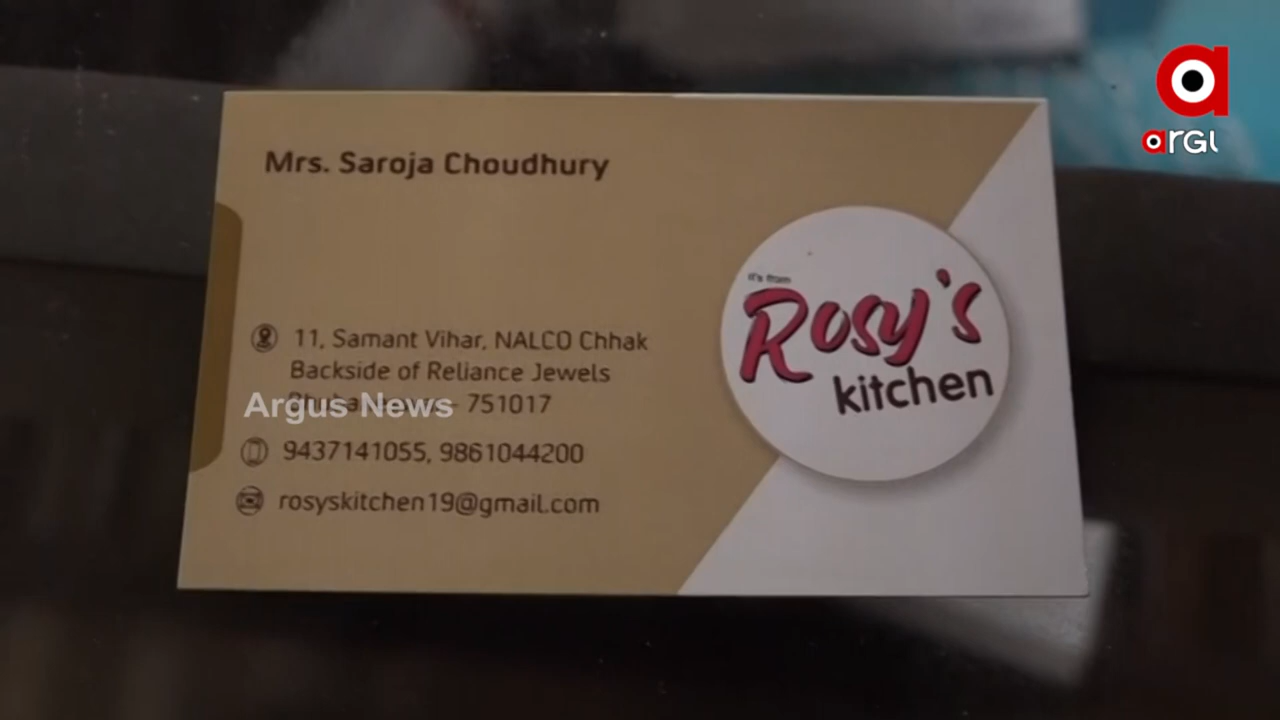 Mrs. Saroja Choudhury
11, Samant Vihar, NALCO Chhak
Backside of Reliance Jewels
- 751017
Argus News
9437141055, 9861044200
rosyskitchen19@gmail.com
It's from
Rosy's
kitchen
a
argu